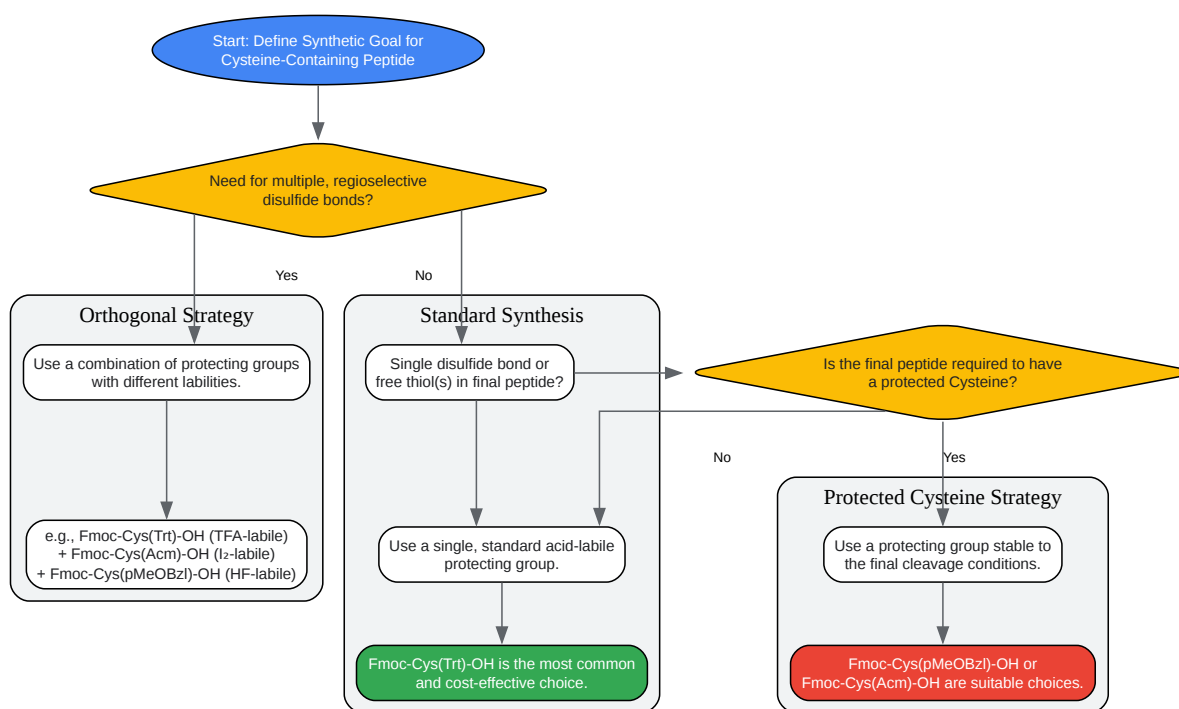 Start: Define Synthetic Goal for
Cysteine-Containing Peptide
Need for multiple, regioselective
disulfide bonds?
Yes
No
Orthogonal Strategy
Use a combination of protecting groups
with different labilities.
e.g., Fmoc-Cys(Trt)-OH (TFA-labile)
+ Fmoc-Cys(Acm)-OH (I₂-labile)
+ Fmoc-Cys(pMeOBzl)-OH (HF-labile)
Standard Synthesis
Single disulfide bond or
free thiol(s) in final peptide?
Is the final peptide required to have
a protected Cysteine?
No
Yes
Use a single, standard acid-labile
protecting group.
Fmoc-Cys(Trt)-OH is the most common
and cost-effective choice.
Protected Cysteine Strategy
Use a protecting group stable to
the final cleavage conditions.
Fmoc-Cys(pMeOBzl)-OH or
Fmoc-Cys(Acm)-OH are suitable choices.